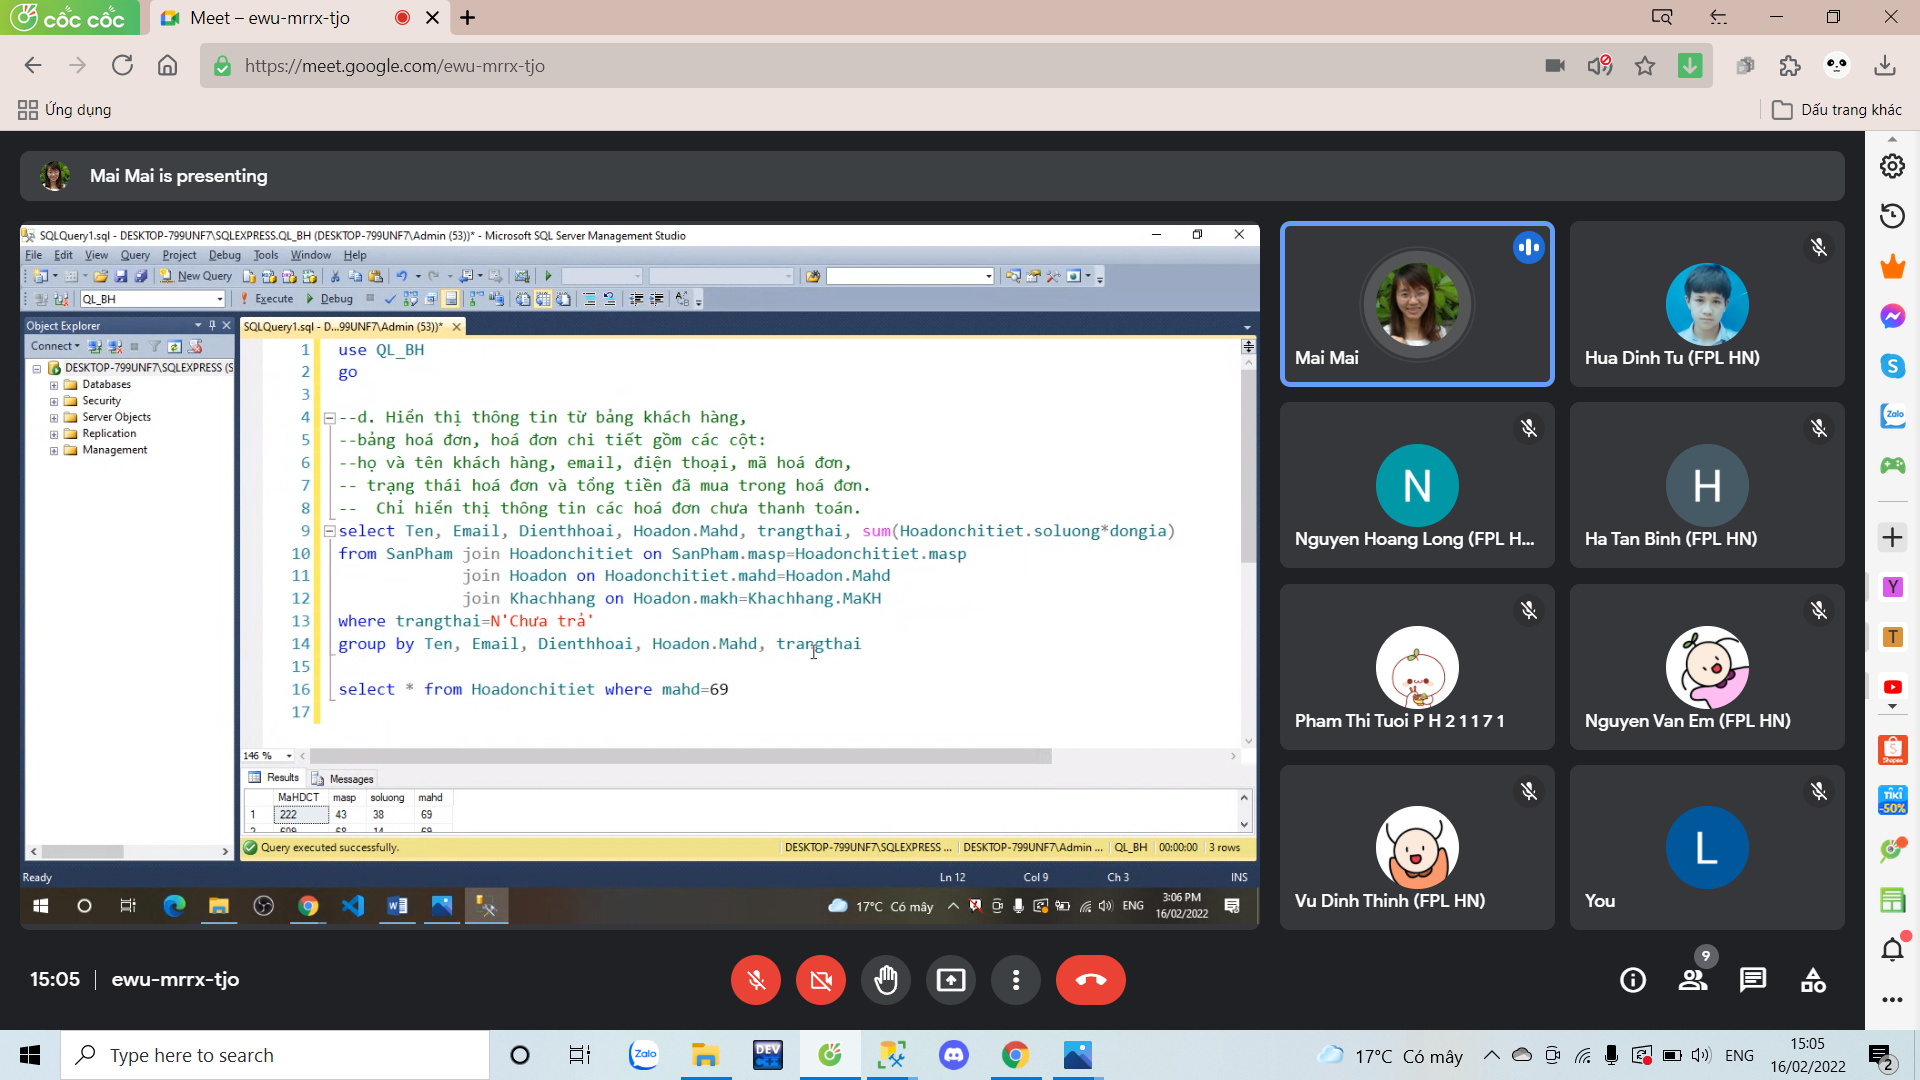 cốc cốc
Meet – ewu-mrrx-tjo
https://meet.google.com/ewu-mrrx-tjo
Ứng dụng
Dấu trang khác
Mai Mai is presenting
SQLQuery1.sql - DESKTOP-799UNF7\SQLEXPRESS.QL_BH (DESKTOP-799UNF7\Admin (53))* - Microsoft SQL Server Management Studio
File Edit View Query Project Debug Tools Window Help
New Query
QL_BH
Execute Debug
Object Explorer
Connect
DESKTOP-799UNF7\SQLEXPRESS (S
Databases
Security
Server Objects
Replication
Management
SQLQuery1.sql - D...99UNF7\Admin (53))*
1 use QL_BH
2 go
3
4 --d. Hiển thị thông tin từ bảng khách hàng,
5 --bảng hoá đơn, hoá đơn chi tiết gồm các cột:
6 --họ và tên khách hàng, email, điện thoại, mã hoá đơn,
7 -- trạng thái hoá đơn và tổng tiền đã mua trong hoá đơn.
8 -- Chỉ hiển thị thông tin các hoá đơn chưa thanh toán.
9 select Ten, Email, Dienthhoai, Hoadon.Mahd, trangthai, sum(Hoadonchitiet.soluong*dongia)
10 from SanPham join Hoadonchitiet on SanPham.masp=Hoadonchitiet.masp
11 join Hoadon on Hoadonchitiet.mahd=Hoadon.Mahd
12 join Khachhang on Hoadon.makh=Khachhang.MaKH
13 where trangthai=N'Chưa trả'
14 group by Ten, Email, Dienthhoai, Hoadon.Mahd, trangthai
15
16 select * from Hoadonchitiet where mahd=69
17
146 %
Results Messages
MaHDCT masp soluong mahd
1 222 43 38 69
2 609 68 14 69
Query executed successfully.
DESKTOP-799UNF7\SQLEXPRESS ... DESKTOP-799UNF7\Admin ... QL_BH 00:00:00 3 rows
Ready
Ln 12 Col 9 Ch 3 INS
17°C Có mây
ENG
3:06 PM
16/02/2022
Mai Mai
Hua Dinh Tu (FPL HN)
N
Nguyen Hoang Long (FPL H...
H
Ha Tan Binh (FPL HN)
Pham Thi Tuoi P H 2 1 1 7 1
Nguyen Van Em (FPL HN)
Vu Dinh Thinh (FPL HN)
L
You
15:05
ewu-mrrx-tjo
9
Zalo
Y
T
Shopee
TIKI
-50%
Type here to search
Zalo
DEV
C++
17°C Có mây
ENG
15:05
16/02/2022
2